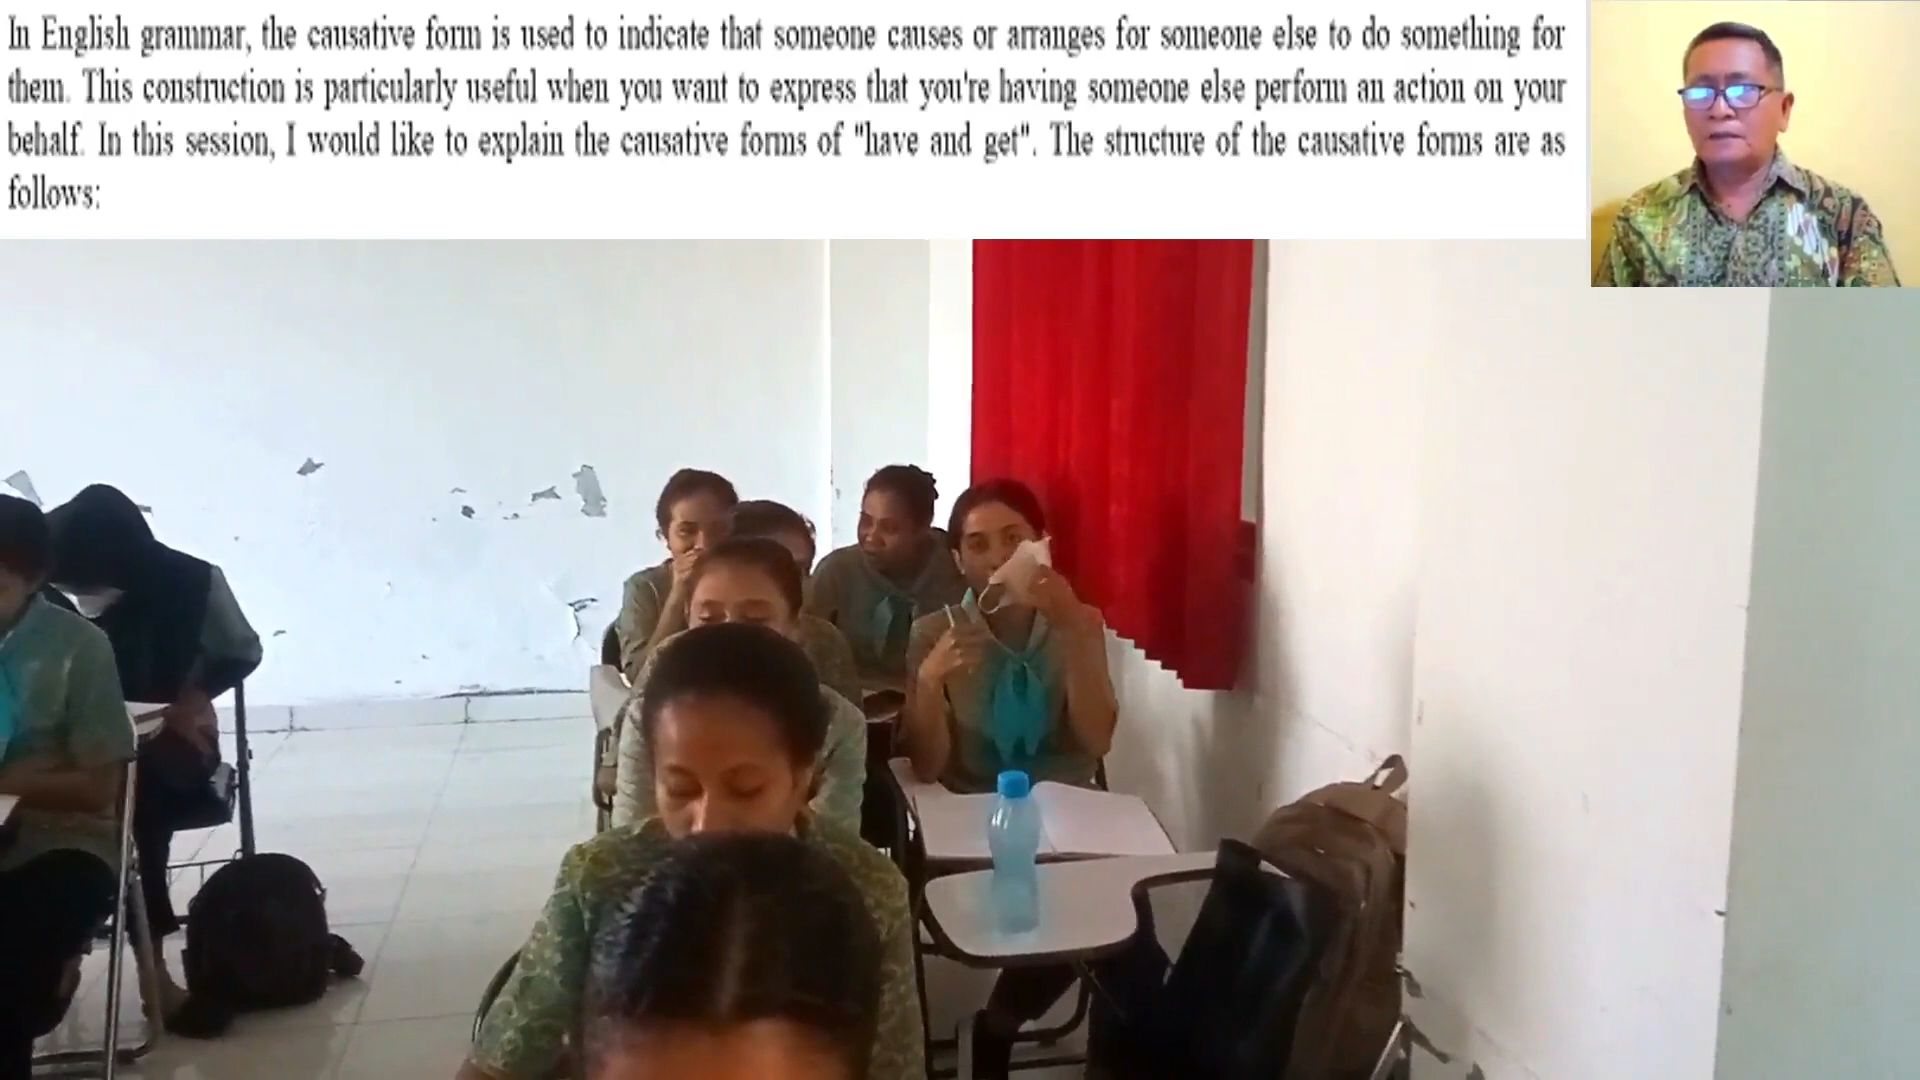 In English grammar, the causative form is used to indicate that someone causes or arranges for someone else to do something for
them. This construction is particularly useful when you want to express that you're having someone else perform an action on your
behalf. In this session, I would like to explain the causative forms of "have and get". The structure of the causative forms are as
follows: